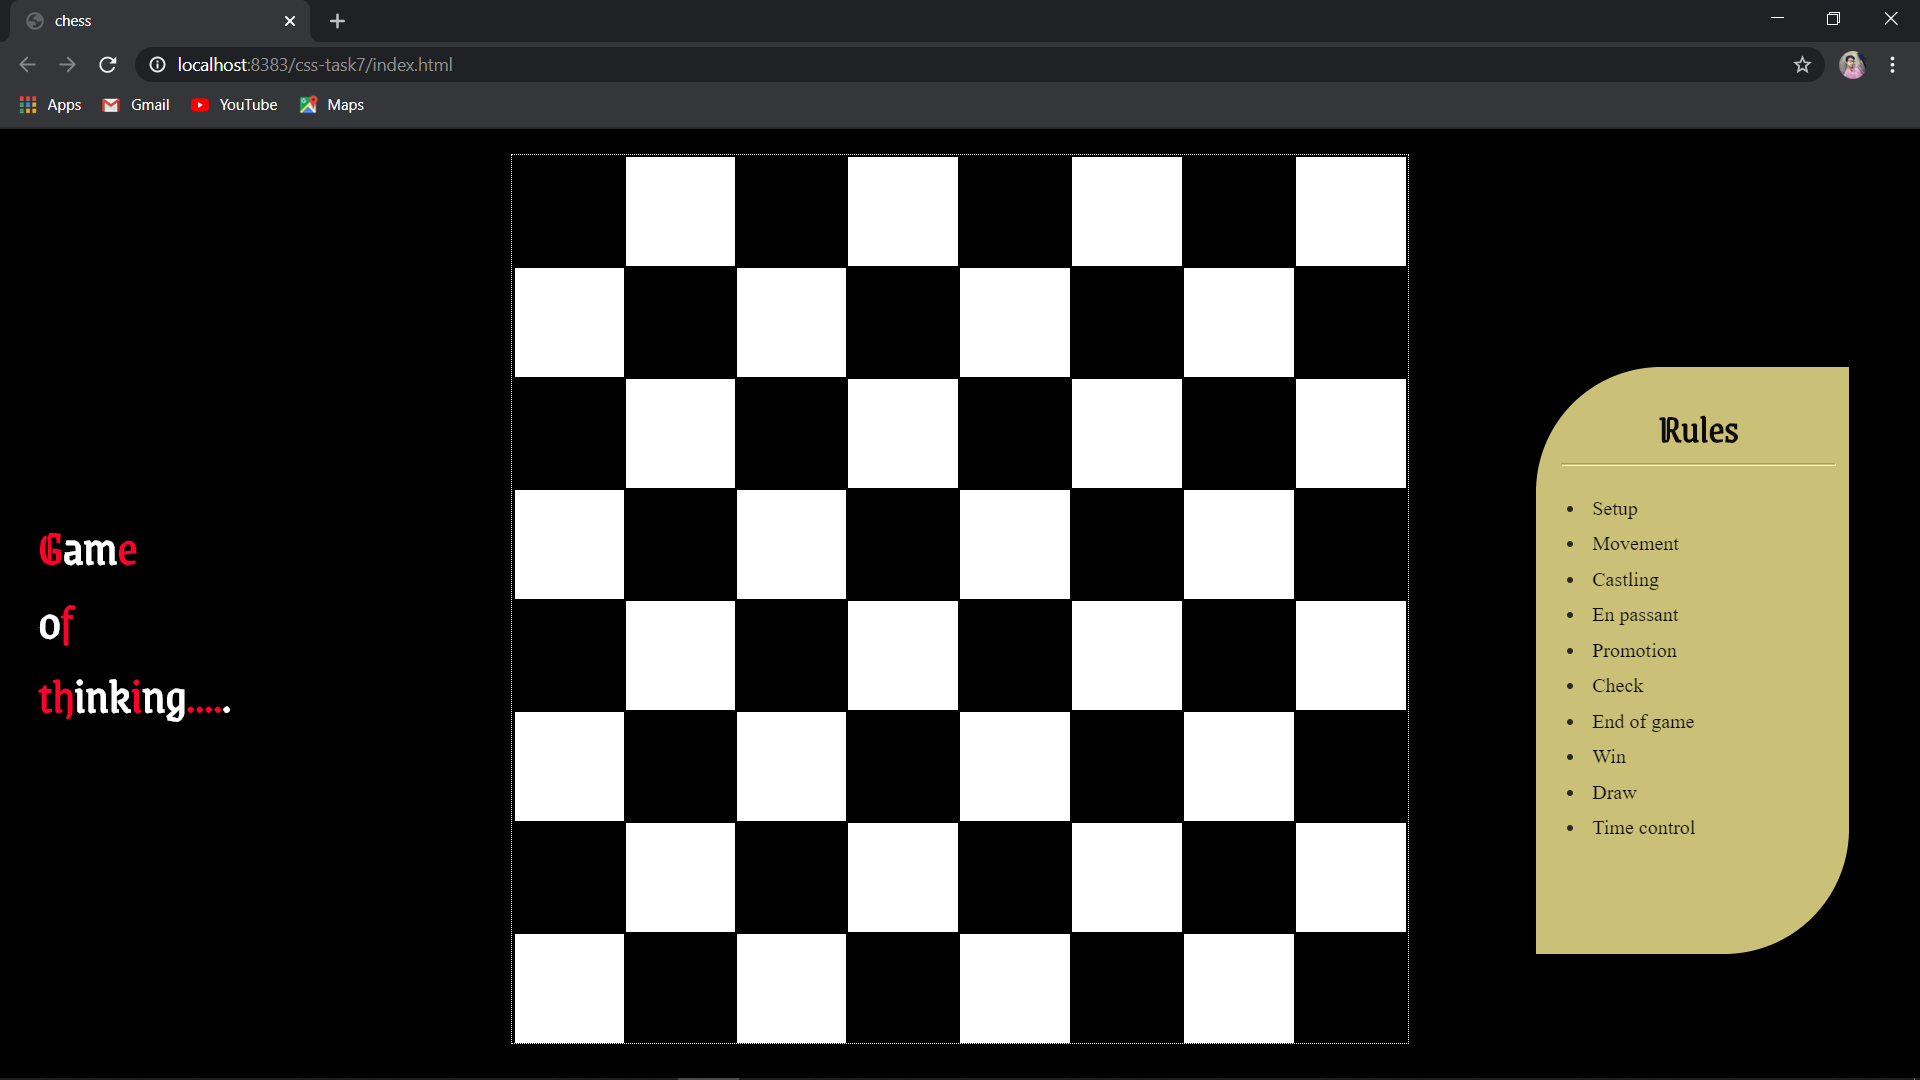 chess
localhost:8383/css-task7/index.html
Apps Gmail YouTube Maps
Game
of
thinking.....
Rules
• Setup
• Movement
• Castling
• En passant
• Promotion
• Check
• End of game
• Win
• Draw
• Time control